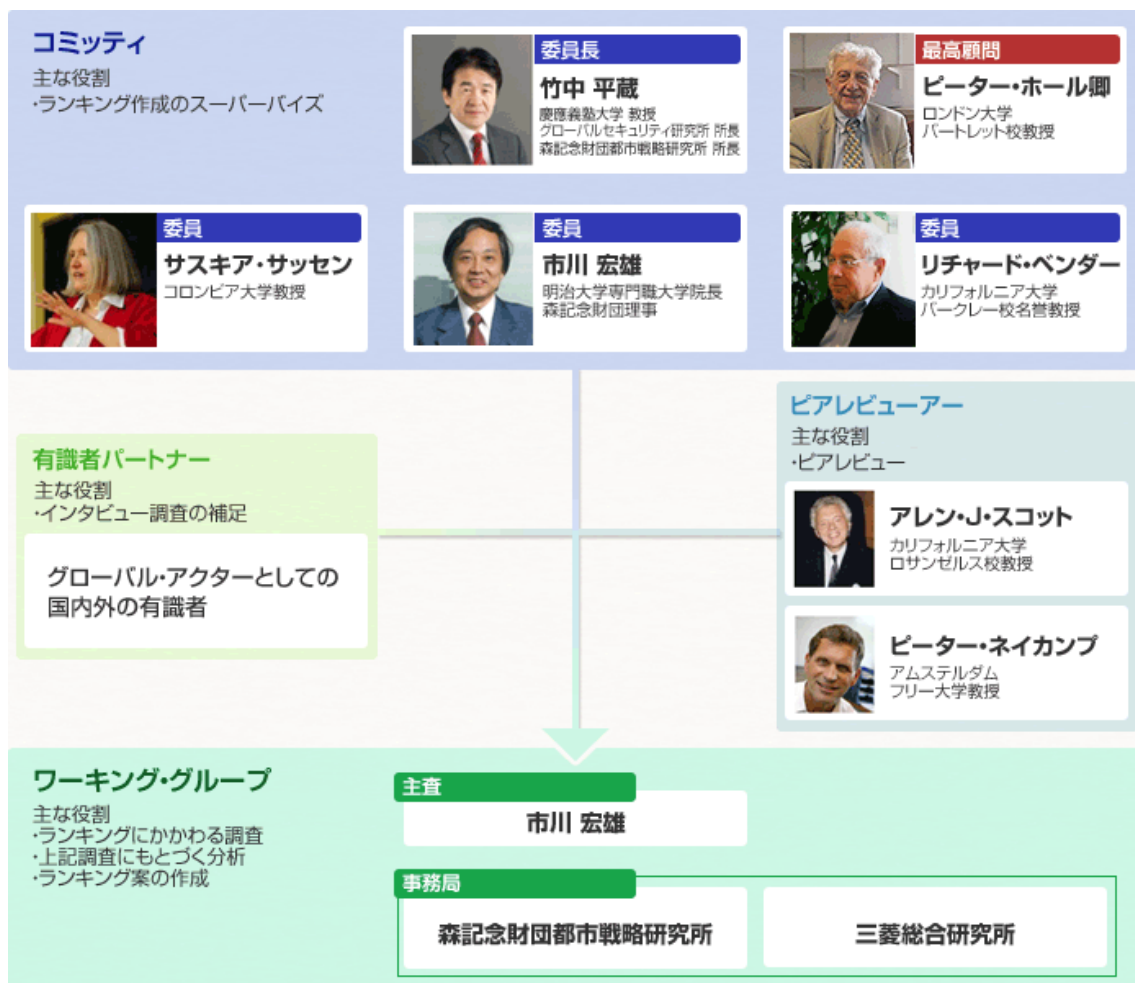 コミッティ
主な役割
・ランキング作成のスーパーバイズ
委員長
竹中 平蔵
慶應義塾大学 教授
グローバルセキュリティ研究所 所長
森記念財団都市戦略研究所 所長
最高顧問
ピーター・ホール卿
ロンドン大学
バートレット校教授
委員
サスキア・サッセン
コロンビア大学教授
委員
市川 宏雄
明治大学専門職大学院長
森記念財団理事
委員
リチャード・ベンダー
カリフォルニア大学
バークレー校名誉教授
有識者パートナー
主な役割
・インタビュー調査の補足
グローバル・アクターとしての
国内外の有識者
ピアレビューアー
主な役割
・ピアレビュー
アレン・J・スコット
カリフォルニア大学
ロサンゼルス校教授
ピーター・ネイカンプ
アムステルダム
フリー大学教授
ワーキング・グループ
主な役割
・ランキングにかかわる調査
・上記調査にもとづく分析
・ランキング案の作成
主査
市川 宏雄
事務局
森記念財団都市戦略研究所
三菱総合研究所